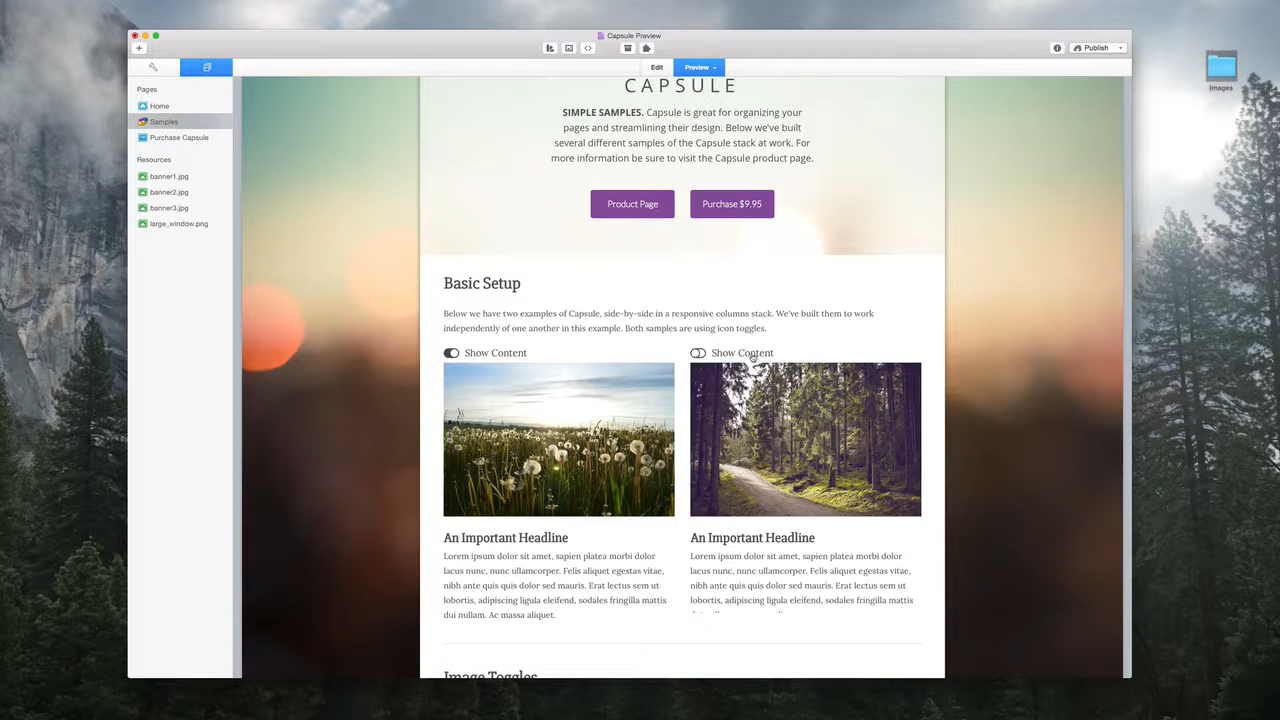 Capsule Preview
Publish
Edit
Preview
Images
Pages
Home
Samples
Purchase Capsule
Resources
banner1.jpg
banner2.jpg
banner3.jpg
large_window.png
CAPSULE
SIMPLE SAMPLES. Capsule is great for organizing your
pages and streamlining their design. Below we've built
several different samples of the Capsule stack at work. For
more information be sure to visit the Capsule product page.
Product Page
Purchase $9.95
Basic Setup
Below we have two examples of Capsule, side-by-side in a responsive columns stack. We've built them to work
independently of one another in this example. Both samples are using icon toggles.
Show Content
An Important Headline
Lorem ipsum dolor sit amet, sapien platea morbi dolor
lacus nunc, nunc ullamcorper. Felis aliquet egestas vitae,
nibh ante quis quis dolor sed mauris. Erat lectus sem ut
lobortis, adipiscing ligula eleifend, sodales fringilla mattis
dui nullam. Ac massa aliquet.
Show Content
An Important Headline
Lorem ipsum dolor sit amet, sapien platea morbi dolor
lacus nunc, nunc ullamcorper. Felis aliquet egestas vitae,
nibh ante quis quis dolor sed mauris. Erat lectus sem ut
lobortis, adipiscing ligula eleifend, sodales fringilla mattis
Image Toggles